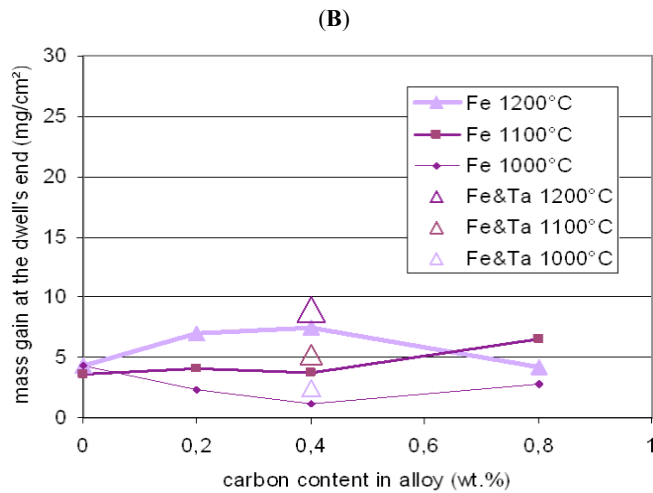 (B)
30
25
20
15
10
5
0
mass gain at the dwell's end (mg/cm²)
Fe 1200°C
Fe 1100°C
Fe 1000°C
Fe&Ta 1200°C
Fe&Ta 1100°C
Fe&Ta 1000°C
0 0,2 0,4 0,6 0,8 1
carbon content in alloy (wt.%)